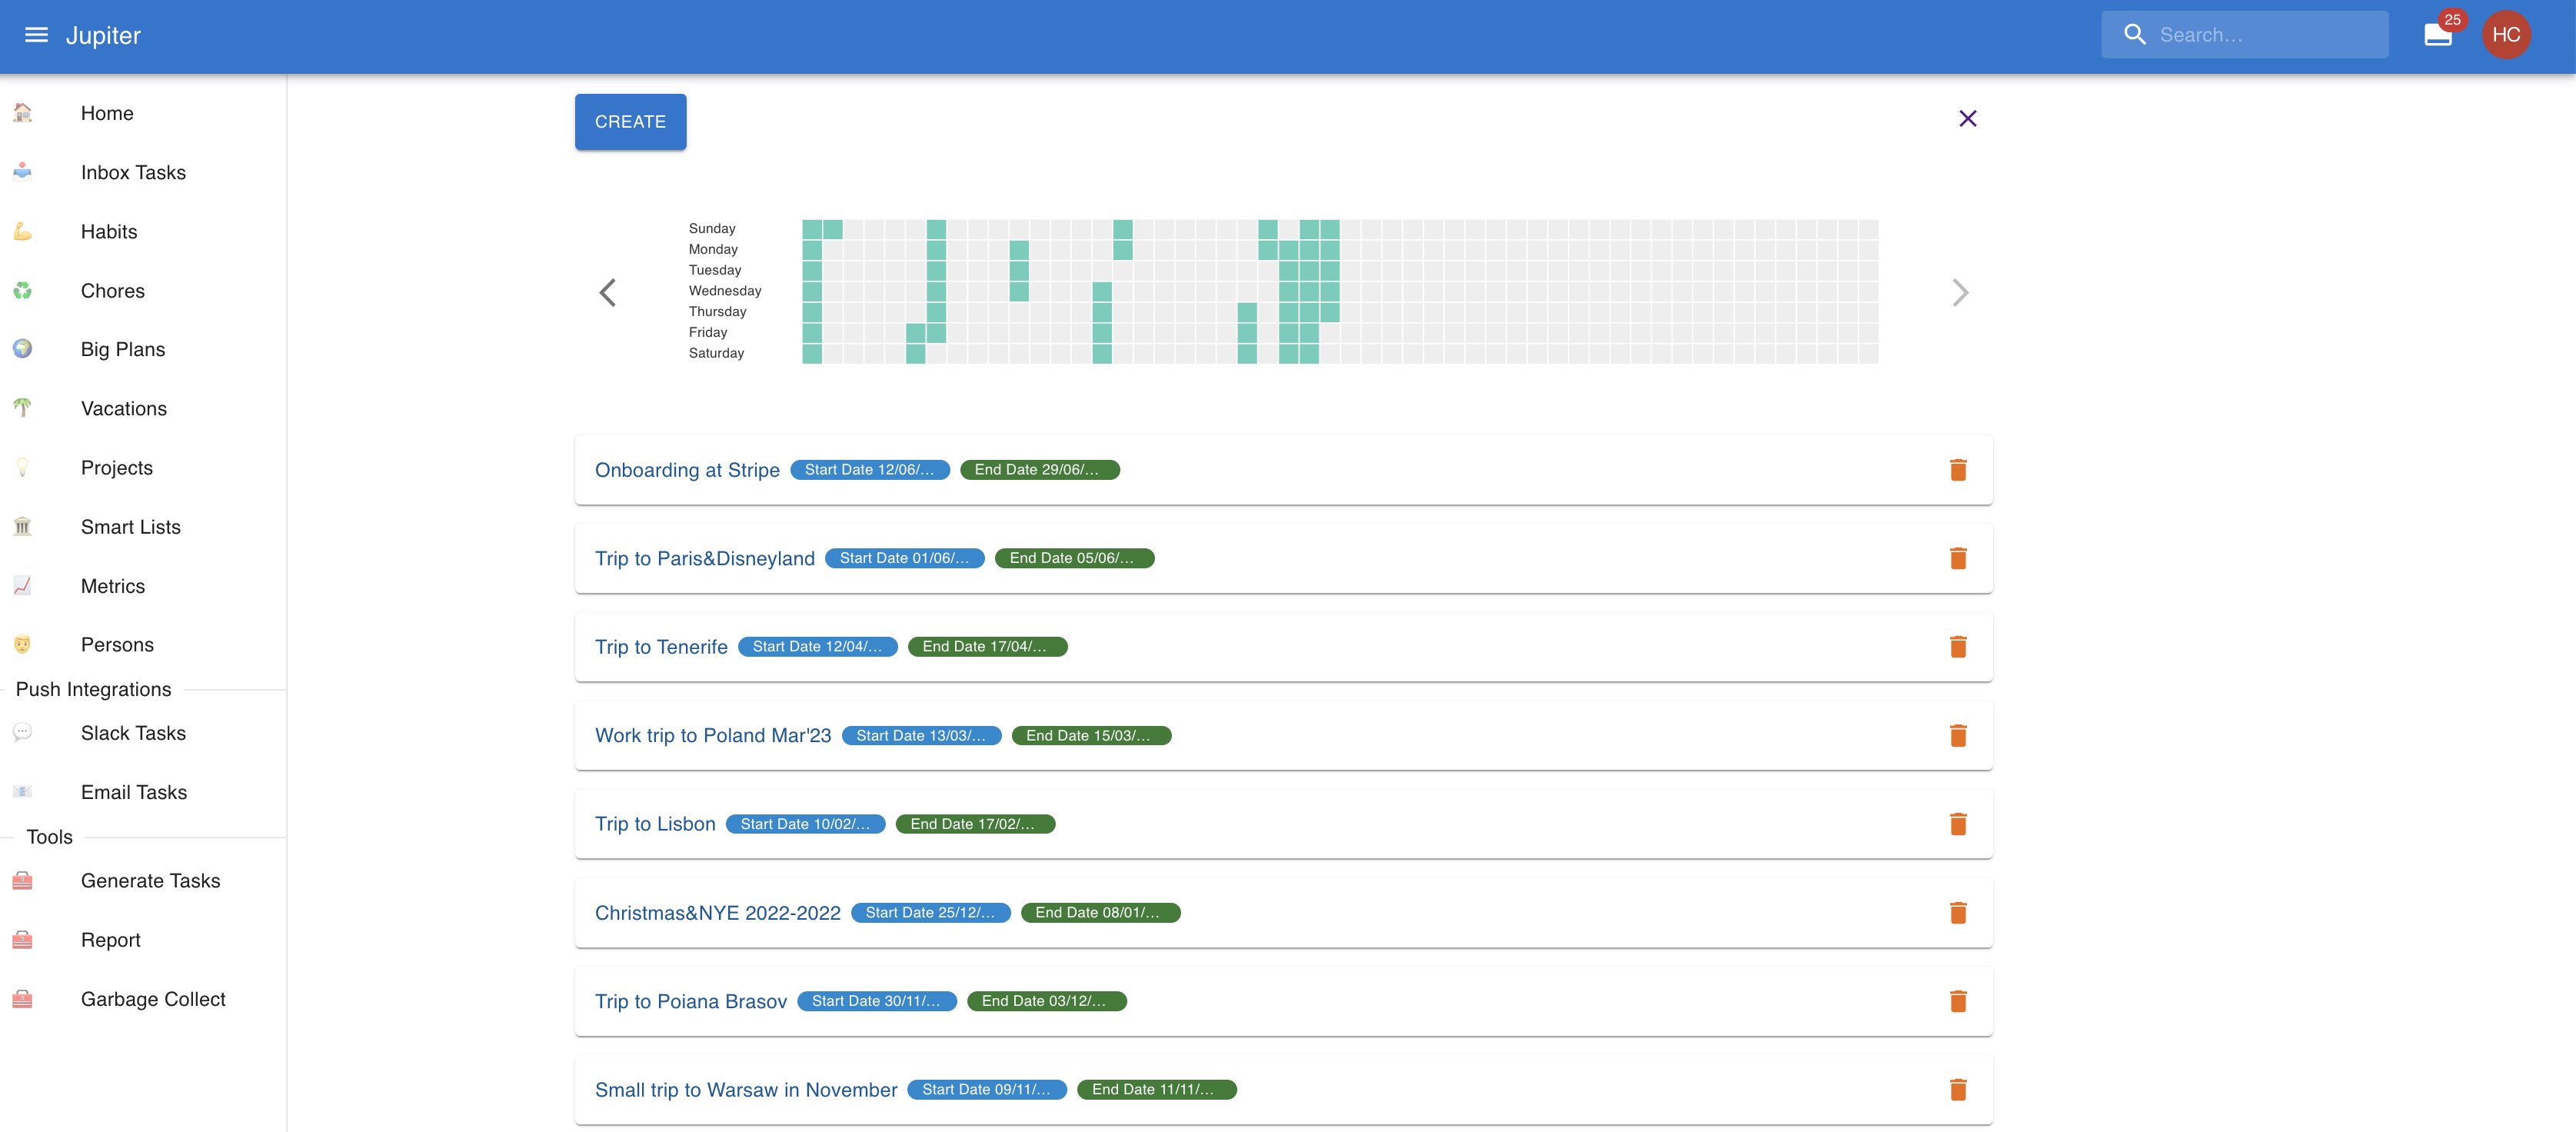 Jupiter
Search...
25
HC
Home
Inbox Tasks
Habits
Chores
Big Plans
Vacations
Projects
Smart Lists
Metrics
Persons
Push Integrations
Slack Tasks
Email Tasks
Tools
Generate Tasks
Report
Garbage Collect
CREATE
Sunday
Monday
Tuesday
Wednesday
Thursday
Friday
Saturday
Onboarding at Stripe Start Date 12/06/... End Date 29/06/...
Trip to Paris&Disneyland Start Date 01/06/... End Date 05/06/...
Trip to Tenerife Start Date 12/04/... End Date 17/04/...
Work trip to Poland Mar'23 Start Date 13/03/... End Date 15/03/...
Trip to Lisbon Start Date 10/02/... End Date 17/02/...
Christmas&NYE 2022-2022 Start Date 25/12/... End Date 08/01/...
Trip to Poiana Brasov Start Date 30/11/... End Date 03/12/...
Small trip to Warsaw in November Start Date 09/11/... End Date 11/11/...